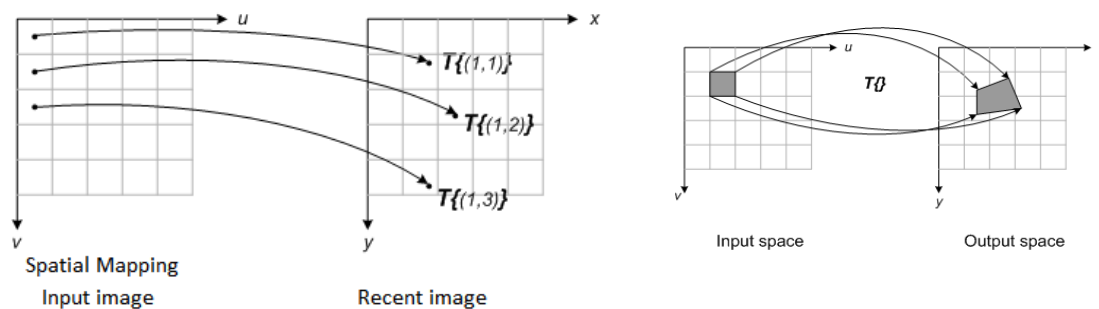 u
x
T{(1,1)}
T{(1,2)}
T{(1,3)}
v
y
Spatial Mapping
Input image
Recent image
u
T{}
v
y
Input space
Output space